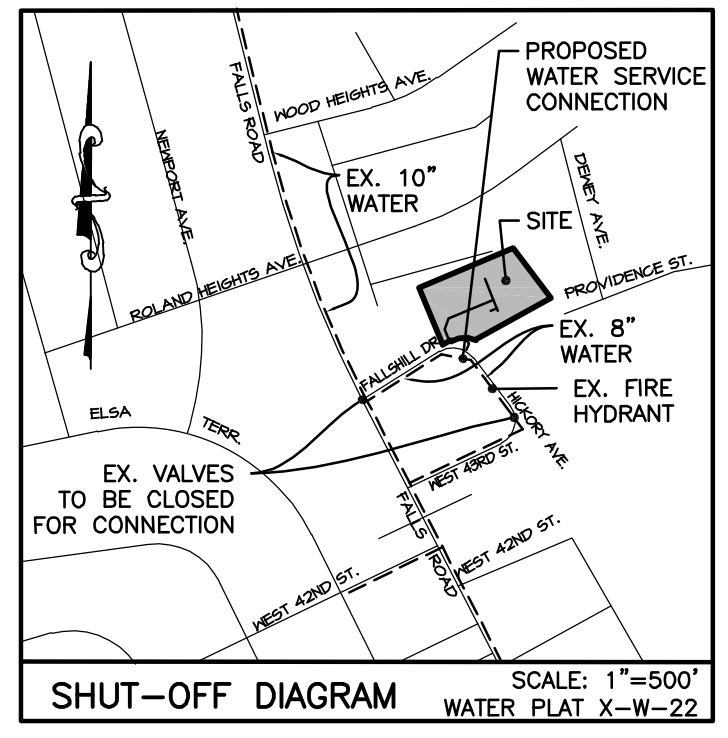 PROPOSED
WATER SERVICE
CONNECTION
WOOD HEIGHTS AVE.
FALLS ROAD
NEWPORT AVE.
EX. 10"
WATER
DEWEY AVE.
SITE
ROLAND HEIGHTS AVE.
PROVIDENCE ST.
EX. 8"
WATER
FALLSHILL DR.
EX. FIRE
HYDRANT
HICKORY AVE.
ELSA
TERR.
EX. VALVES
TO BE CLOSED
FOR CONNECTION
WEST 43RD ST.
FALLS
ROAD
WEST 42ND ST.
WEST 42ND ST.
SHUT-OFF DIAGRAM
SCALE: 1"=500'
WATER PLAT X-W-22